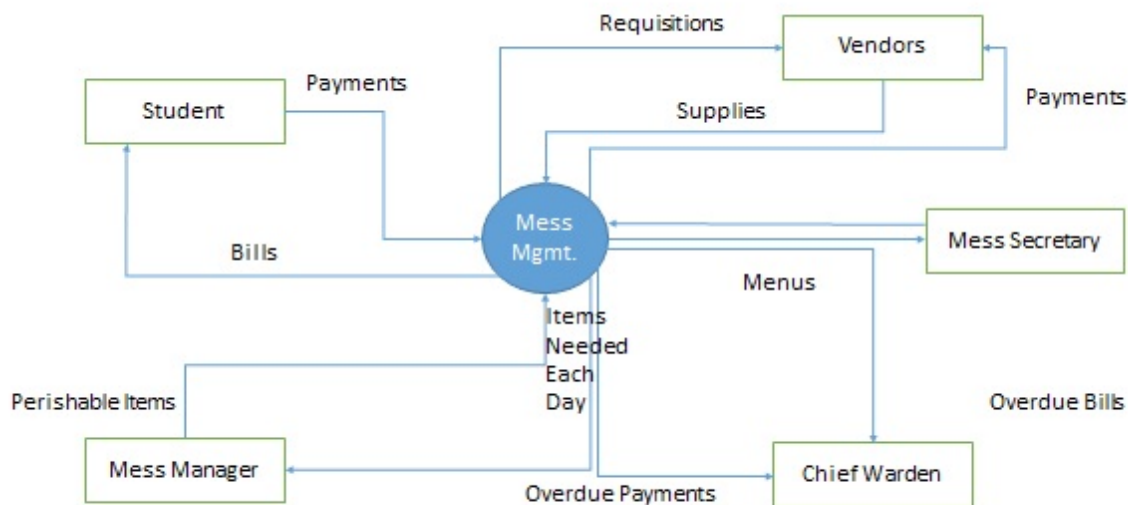 Requisitions
Vendors
Payments
Payments
Student
Supplies
Mess
Mgmt.
Mess Secretary
Bills
Menus
Items
Needed
Each
Day
Perishable Items
Overdue Bills
Mess Manager
Chief Warden
Overdue Payments